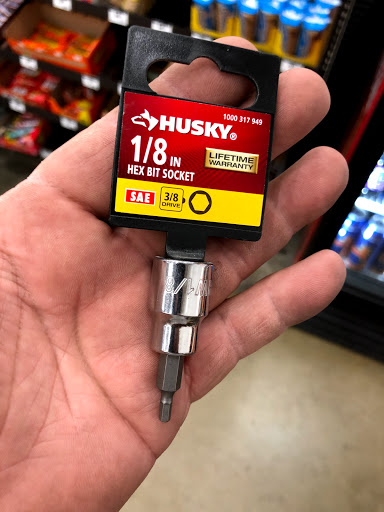 1000 317 949
HUSKY®
1/8 IN
HEX BIT SOCKET
LIFETIME
WARRANTY
SAE
3/8
DRIVE